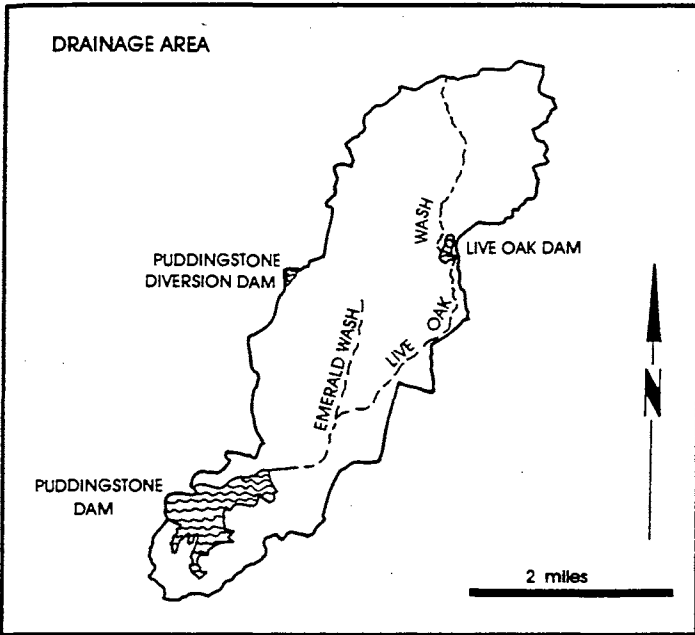 DRAINAGE AREA
WASH
LIVE OAK DAM
PUDDINGSTONE
DIVERSION DAM
OAK
LIVE
EMERALD WASH
N
PUDDINGSTONE
DAM
2 miles